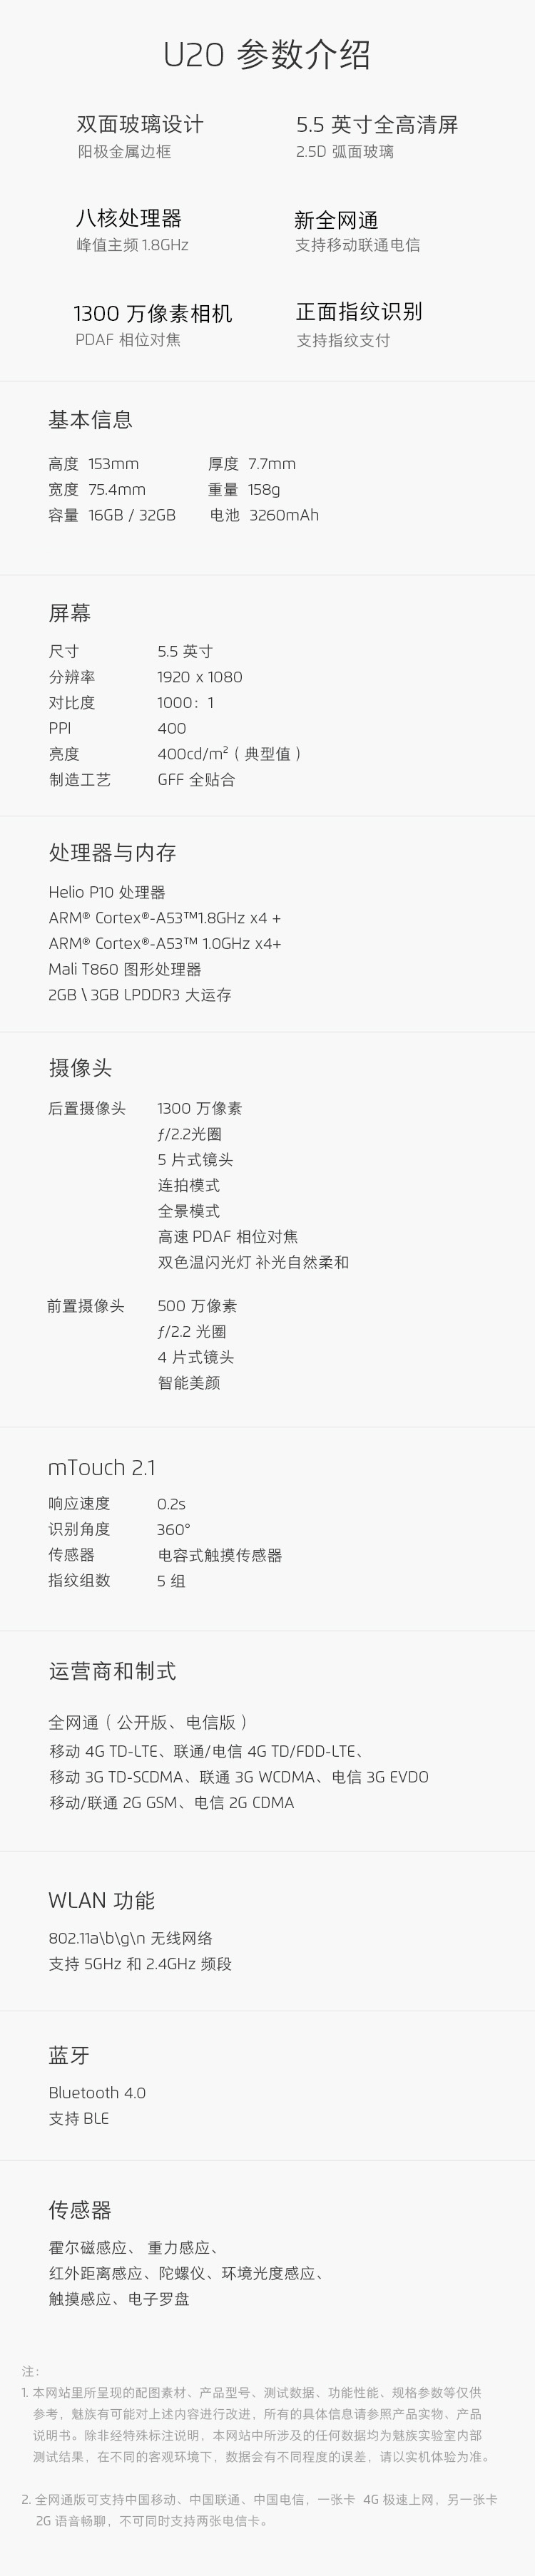 U20 参数介绍
双面玻璃设计
阳极金属边框
5.5 英寸全高清屏
2.5D 弧面玻璃
八核处理器
峰值主频 1.8GHz
新全网通
支持移动联通电信
1300 万像素相机
PDAF 相位对焦
正面指纹识别
支持指纹支付
基本信息
高度 153mm 厚度 7.7mm
宽度 75.4mm 重量 158g
容量 16GB / 32GB 电池 3260mAh
屏幕
尺寸 5.5 英寸
分辨率 1920 x 1080
对比度 1000：1
PPI 400
亮度 400cd/m²（典型值）
制造工艺 GFF 全贴合
处理器与内存
Helio P10 处理器
ARM® Cortex®-A53™1.8GHz x4 +
ARM® Cortex®-A53™ 1.0GHz x4+
Mali T860 图形处理器
2GB \ 3GB LPDDR3 大运存
摄像头
后置摄像头 1300 万像素
ƒ/2.2光圈
5 片式镜头
连拍模式
全景模式
高速 PDAF 相位对焦
双色温闪光灯 补光自然柔和
前置摄像头 500 万像素
ƒ/2.2 光圈
4 片式镜头
智能美颜
mTouch 2.1
响应速度 0.2s
识别角度 360°
传感器 电容式触摸传感器
指纹组数 5 组
运营商和制式
全网通（公开版、电信版）
移动 4G TD-LTE、联通/电信 4G TD/FDD-LTE、
移动 3G TD-SCDMA、联通 3G WCDMA、电信 3G EVDO
移动/联通 2G GSM、电信 2G CDMA
WLAN 功能
802.11a\b\g\n 无线网络
支持 5GHz 和 2.4GHz 频段
蓝牙
Bluetooth 4.0
支持 BLE
传感器
霍尔磁感应、 重力感应、
红外距离感应、陀螺仪、环境光度感应、
触摸感应、电子罗盘
注：
1. 本网站里所呈现的配图素材、产品型号、测试数据、功能性能、规格参数等仅供
参考，魅族有可能对上述内容进行改进，所有的具体信息请参照产品实物、产品
说明书。除非经特殊标注说明，本网站中所涉及的任何数据均为魅族实验室内部
测试结果，在不同的客观环境下，数据会有不同程度的误差，请以实机体验为准。
2. 全网通版可支持中国移动、中国联通、中国电信，一张卡 4G 极速上网，另一张卡
2G 语音畅聊，不可同时支持两张电信卡。